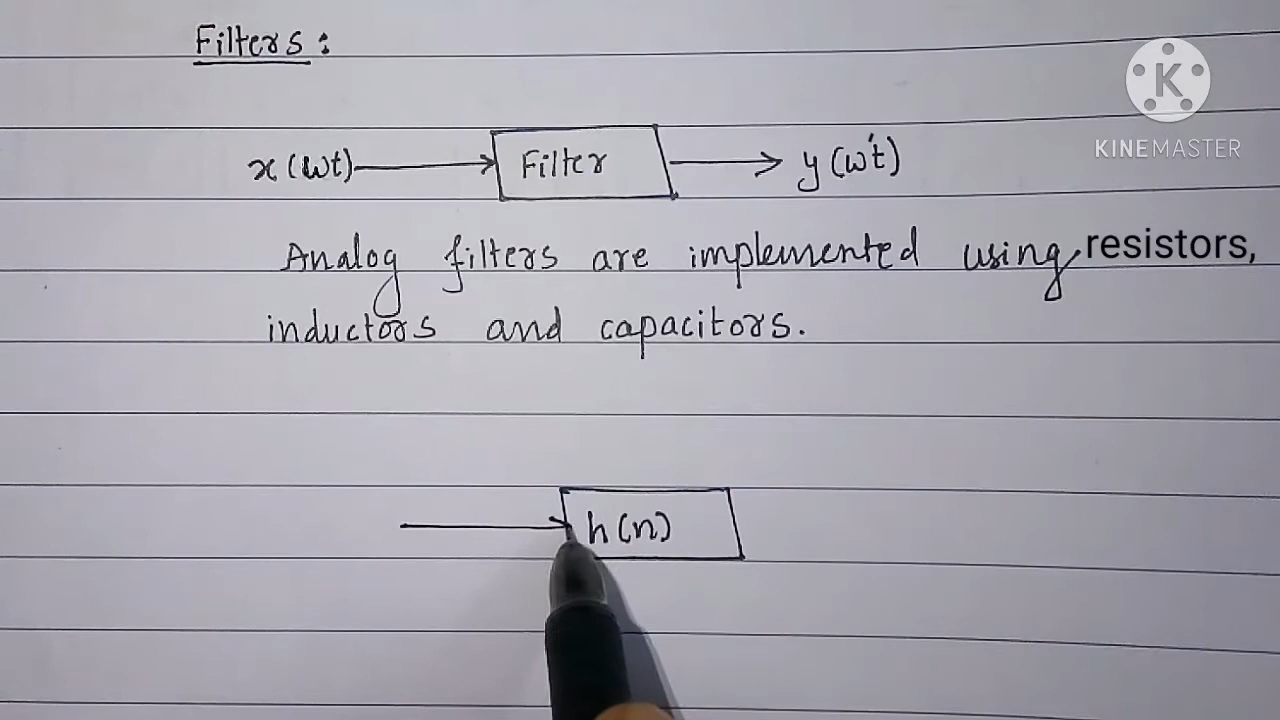 Filters :
K
KINEMASTER
x(ωt) Filter y(ω't)
Analog filters are implemented using resistors,
inductors and capacitors.
h(n)